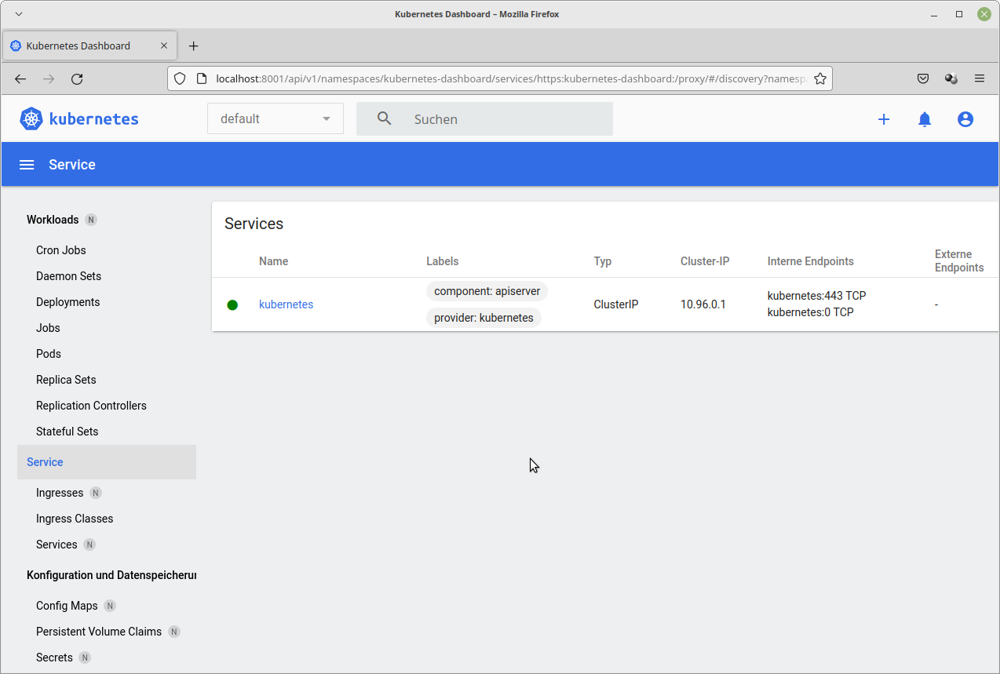 Kubernetes Dashboard – Mozilla Firefox
Kubernetes Dashboard
localhost:8001/api/v1/namespaces/kubernetes-dashboard/services/https:kubernetes-dashboard:/proxy/#/discovery?namesp
kubernetes
default
Suchen
Service
Workloads N
Cron Jobs
Daemon Sets
Deployments
Jobs
Pods
Replica Sets
Replication Controllers
Stateful Sets
Service
Ingresses N
Ingress Classes
Services N
Konfiguration und Datenspeicherun
Config Maps N
Persistent Volume Claims N
Secrets N
Services
Name Labels Typ Cluster-IP Interne Endpoints Externe Endpoints
kubernetes
component: apiserver
provider: kubernetes
ClusterIP
10.96.0.1
kubernetes:443 TCP
kubernetes:0 TCP
-